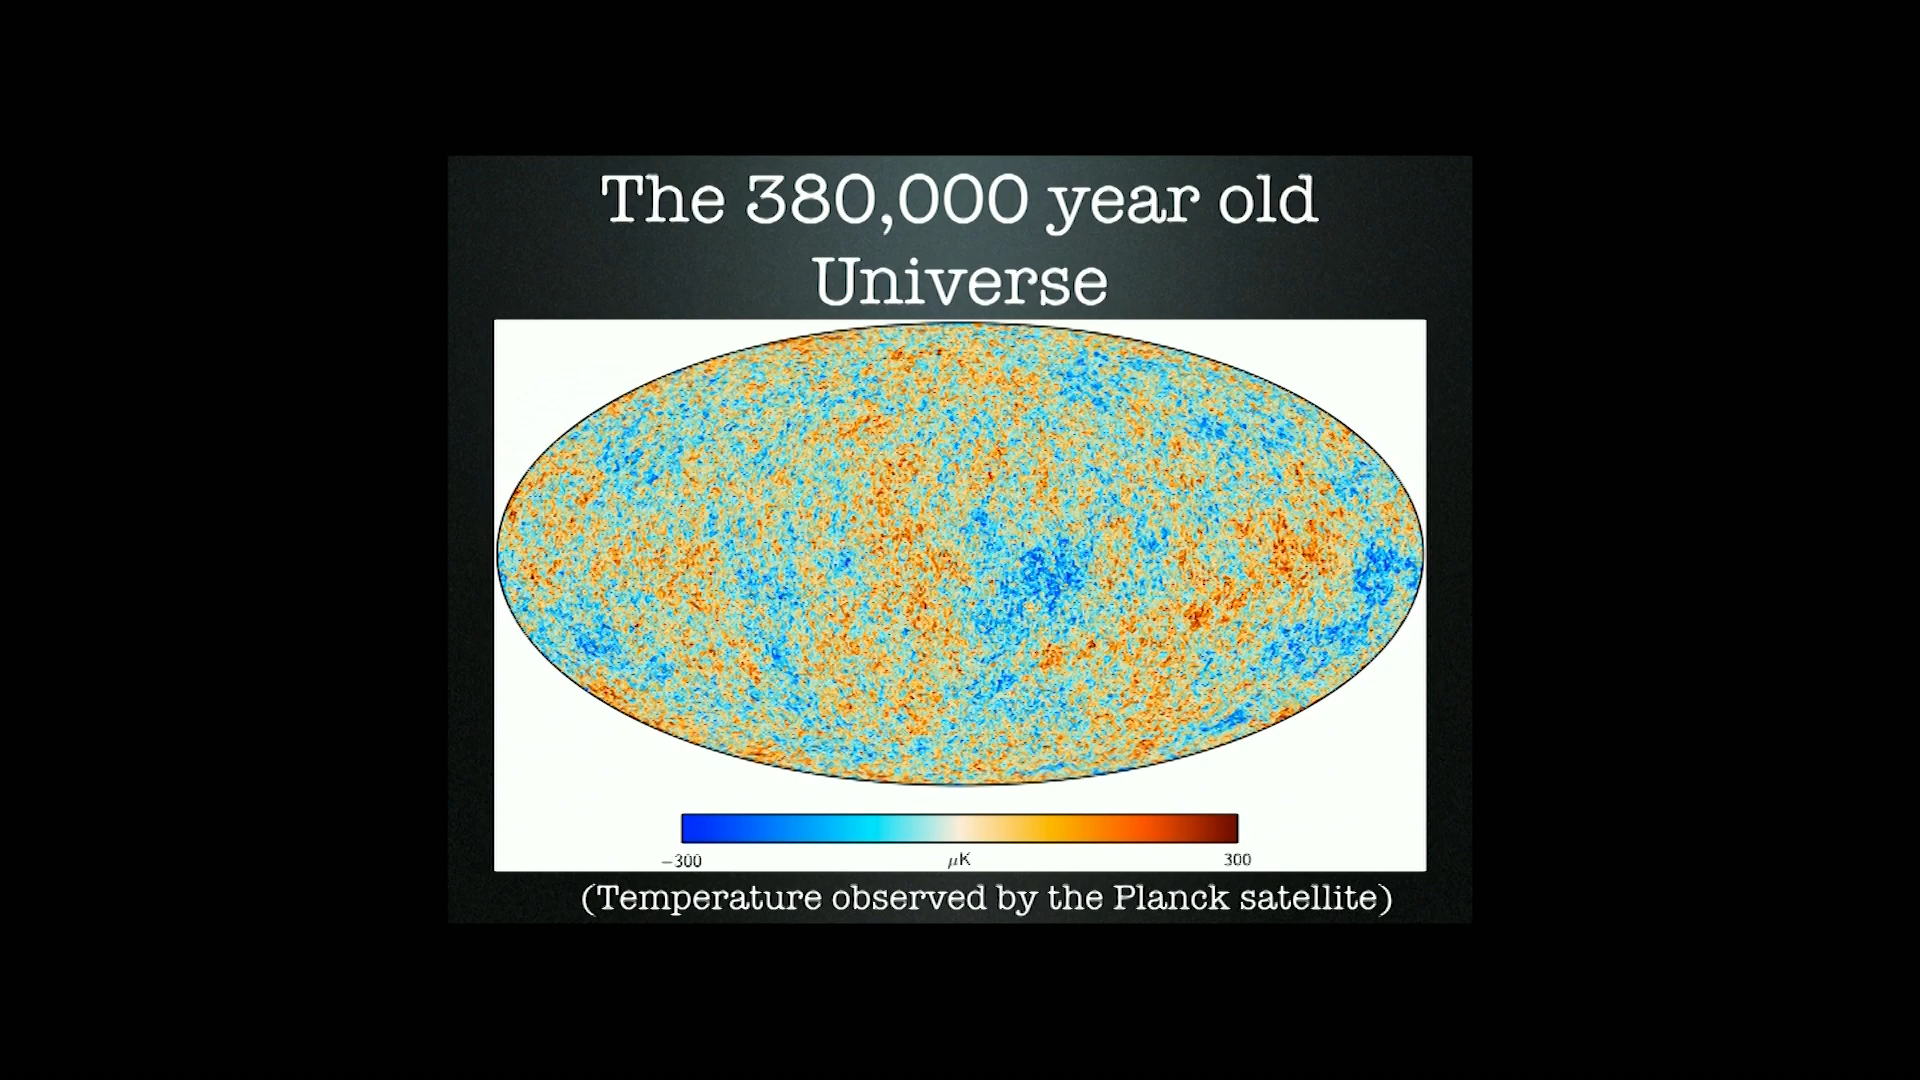 The 380,000 year old
Universe
−300 μK 300
(Temperature observed by the Planck satellite)